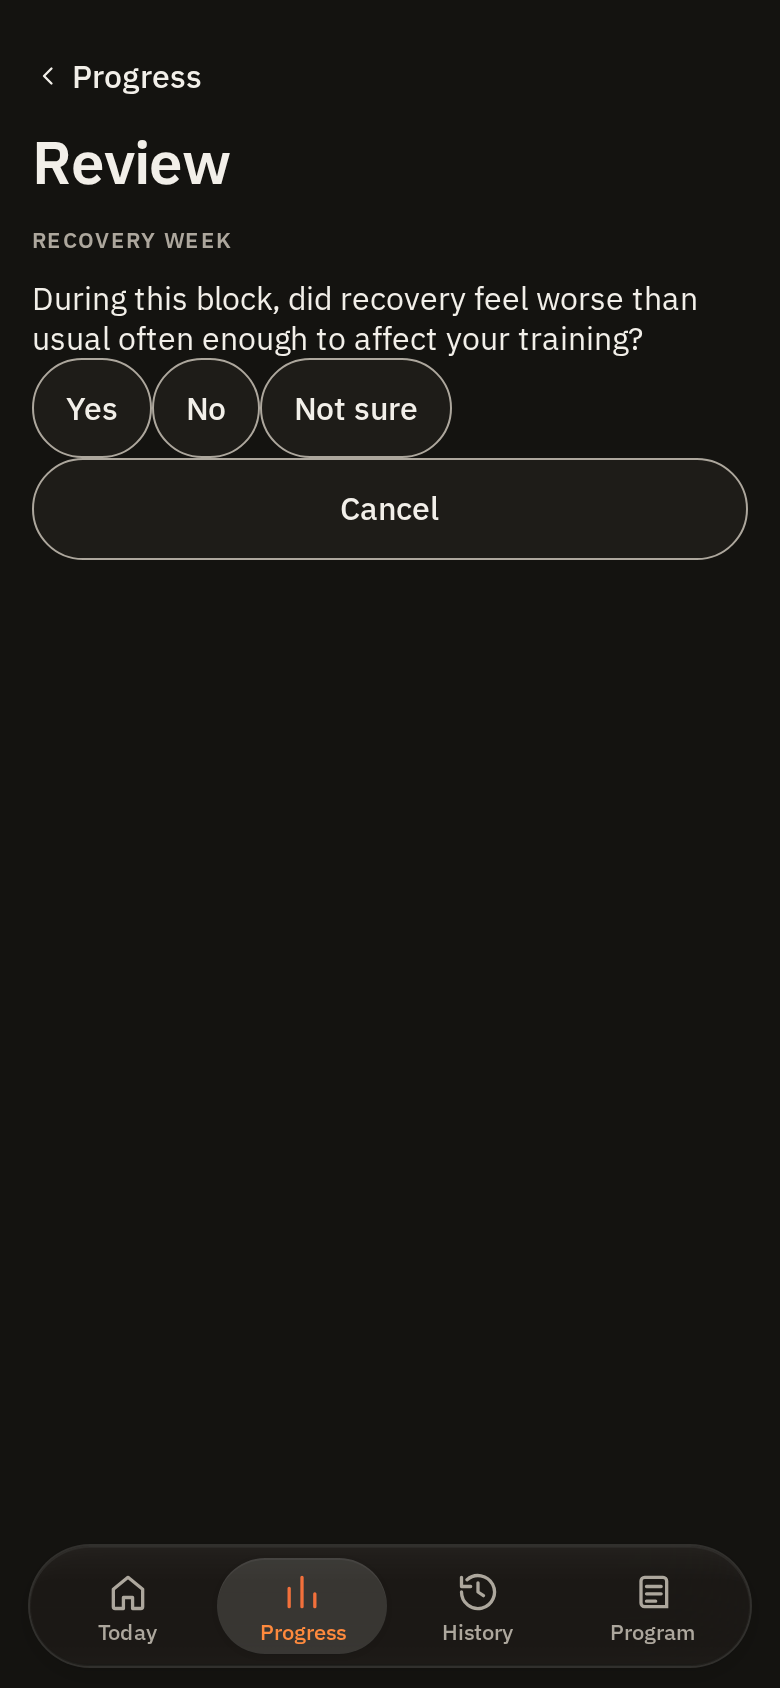 Progress
Review
RECOVERY WEEK
During this block, did recovery feel worse than
usual often enough to affect your training?
Yes No Not sure
Cancel
Today Progress History Program